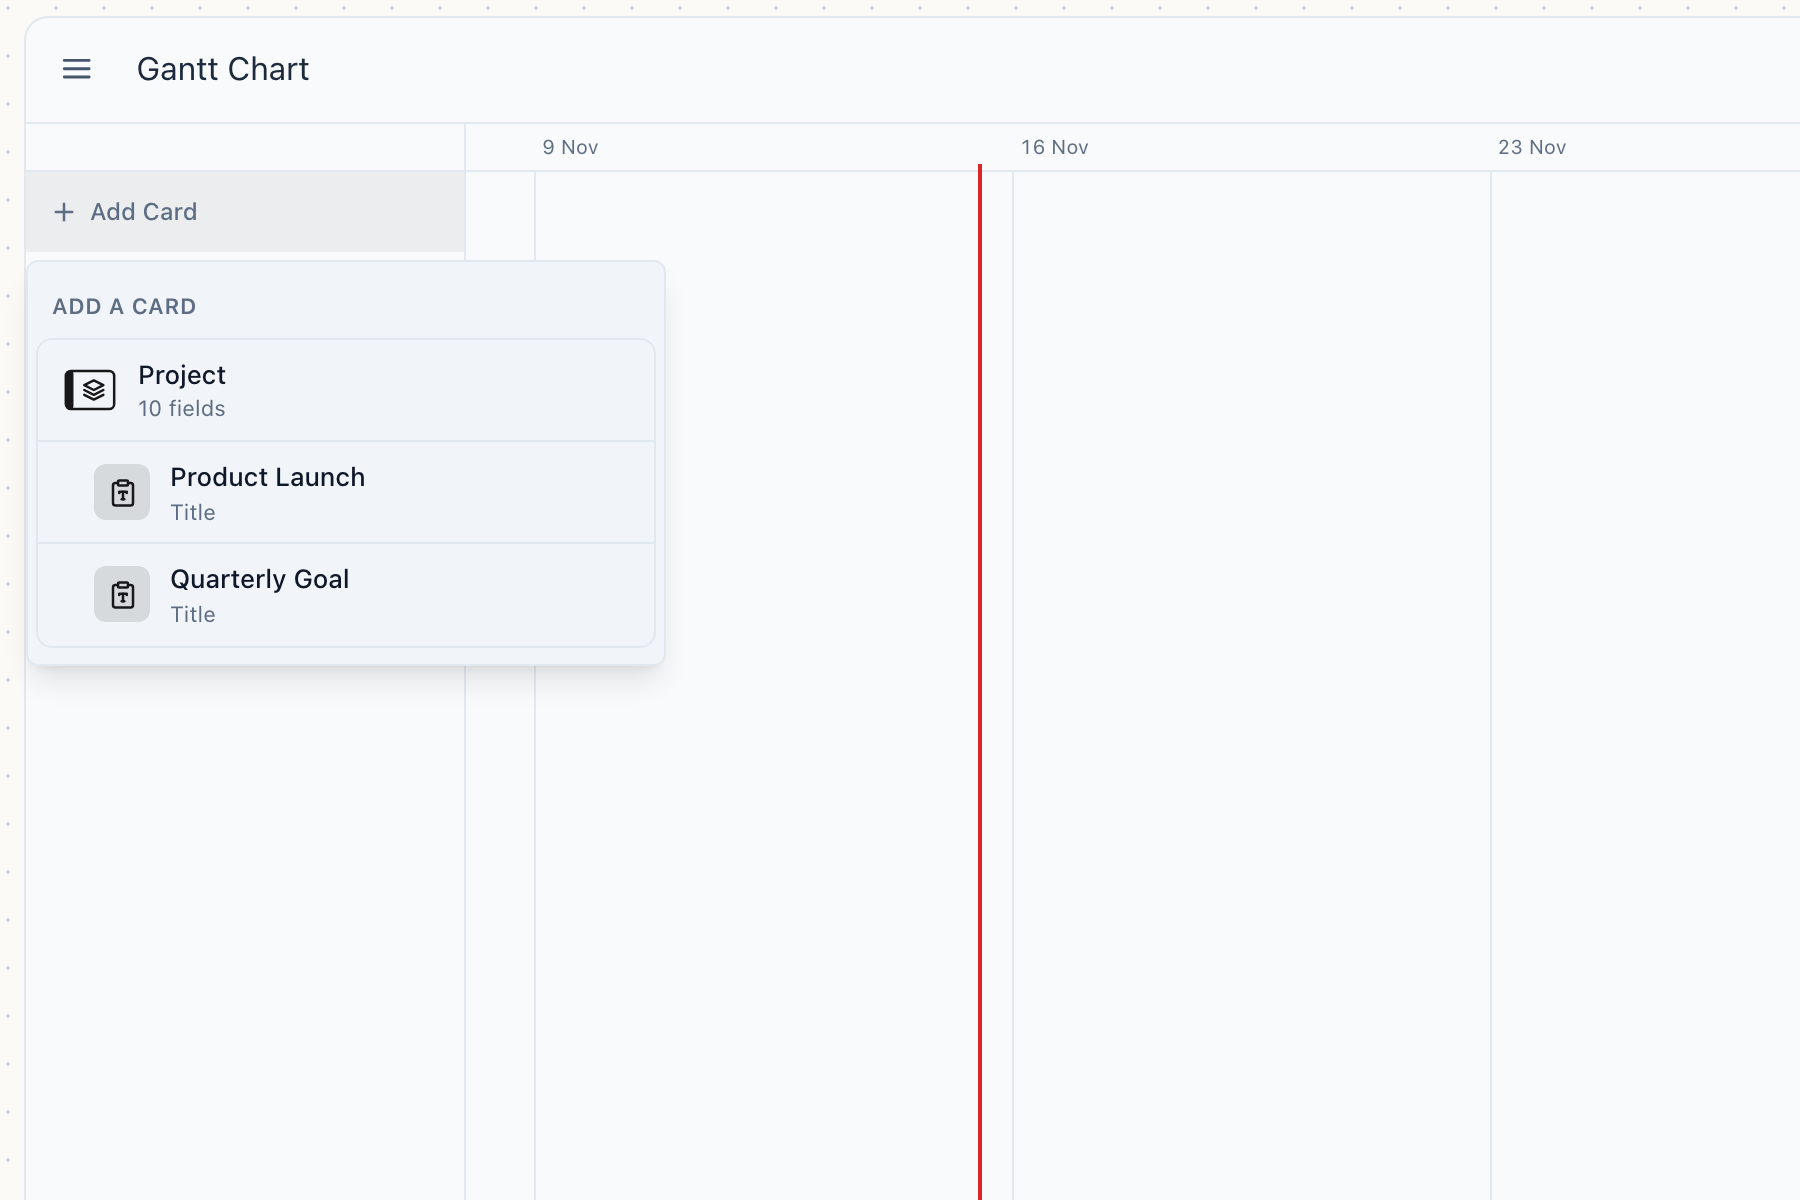 Gantt Chart
9 Nov
16 Nov
23 Nov
Add Card
ADD A CARD
Project
10 fields
Product Launch
Title
Quarterly Goal
Title